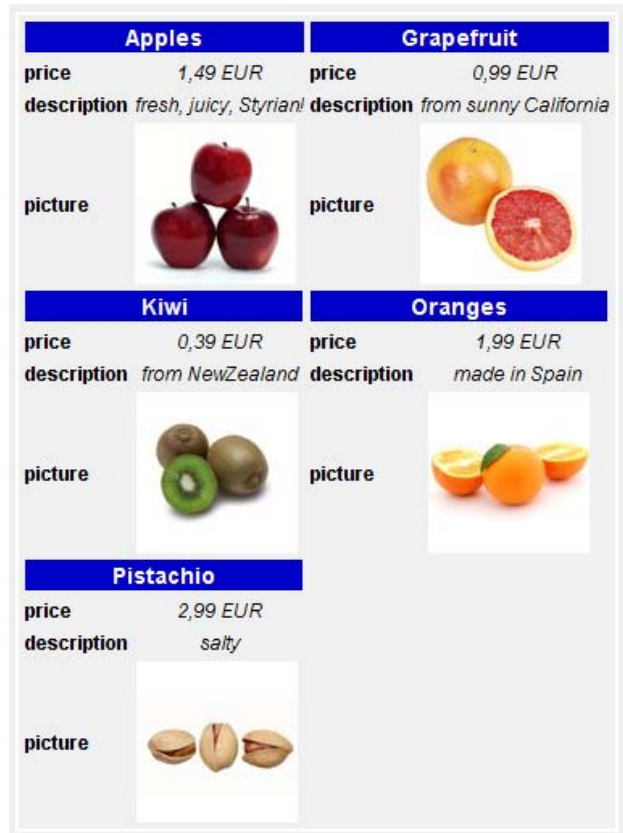 Apples
price 1,49 EUR
description fresh, juicy, Styrian!
picture
Grapefruit
price 0,99 EUR
description from sunny California
picture
Kiwi
price 0,39 EUR
description from NewZealand
picture
Oranges
price 1,99 EUR
description made in Spain
picture
Pistachio
price 2,99 EUR
description salty
picture